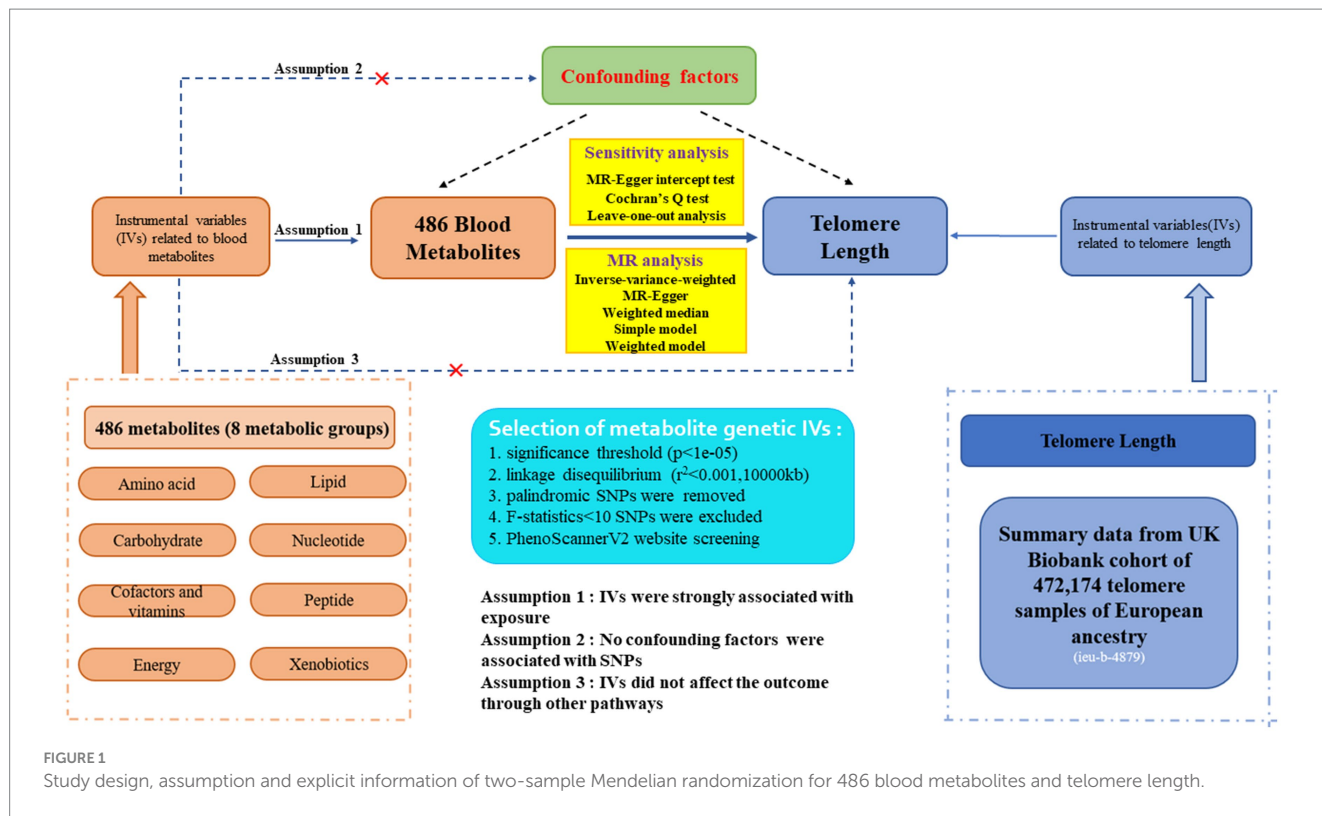 Assumption 2
Confounding factors
Sensitivity analysis
MR-Egger intercept test
Cochran's Q test
Leave-one-out analysis
Instrumental variables
(IVs) related to blood
metabolites
Assumption 1
486 Blood
Metabolites
Telomere
Length
Instrumental variables(IVs)
related to telomere length
MR analysis
Inverse-variance-weighted
MR-Egger
Weighted median
Simple model
Weighted model
Assumption 3
486 metabolites (8 metabolic groups)
Amino acid
Lipid
Carbohydrate
Nucleotide
Cofactors and
vitamins
Peptide
Energy
Xenobiotics
Selection of metabolite genetic IVs :
1. significance threshold (p<1e-05)
2. linkage disequilibrium (r²<0.001,10000kb)
3. palindromic SNPs were removed
4. F-statistics<10 SNPs were excluded
5. PhenoScannerV2 website screening
Assumption 1 : IVs were strongly associated with
exposure
Assumption 2 : No confounding factors were
associated with SNPs
Assumption 3 : IVs did not affect the outcome
through other pathways
Telomere Length
Summary data from UK
Biobank cohort of
472,174 telomere
samples of European
ancestry
(ieu-b-4879)
FIGURE 1
Study design, assumption and explicit information of two-sample Mendelian randomization for 486 blood metabolites and telomere length.